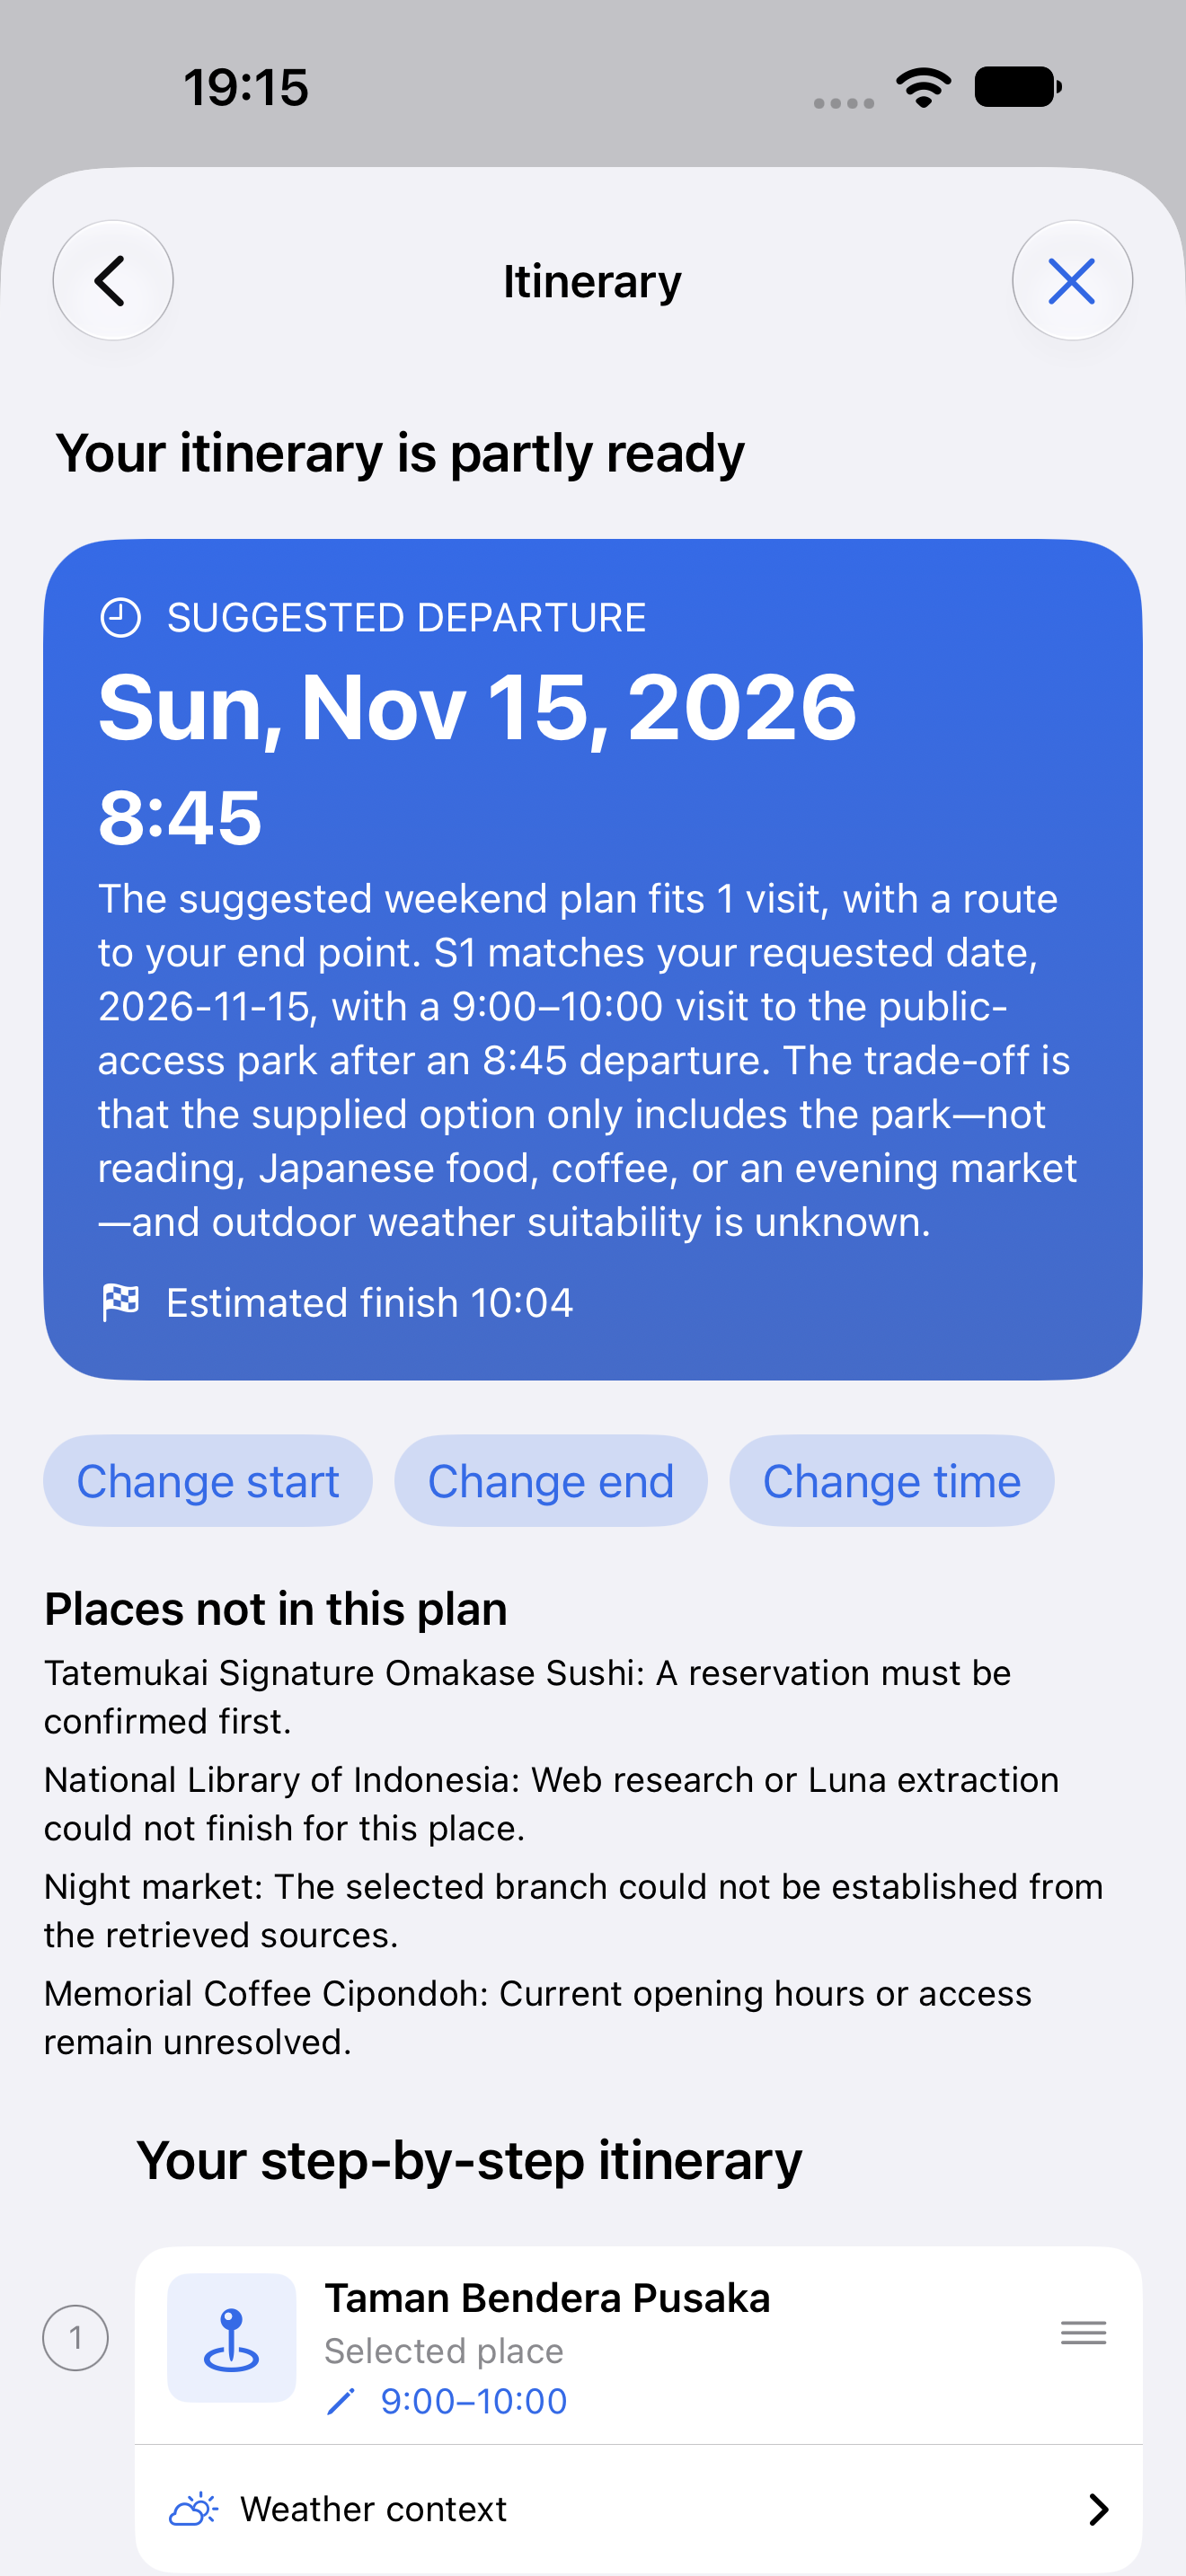 19:15
Itinerary
Your itinerary is partly ready
SUGGESTED DEPARTURE
Sun, Nov 15, 2026
8:45
The suggested weekend plan fits 1 visit, with a route
to your end point. S1 matches your requested date,
2026-11-15, with a 9:00–10:00 visit to the public-
access park after an 8:45 departure. The trade-off is
that the supplied option only includes the park—not
reading, Japanese food, coffee, or an evening market
—and outdoor weather suitability is unknown.
Estimated finish 10:04
Change start
Change end
Change time
Places not in this plan
Tatemukai Signature Omakase Sushi: A reservation must be
confirmed first.
National Library of Indonesia: Web research or Luna extraction
could not finish for this place.
Night market: The selected branch could not be established from
the retrieved sources.
Memorial Coffee Cipondoh: Current opening hours or access
remain unresolved.
Your step-by-step itinerary
1
Taman Bendera Pusaka
Selected place
9:00–10:00
Weather context